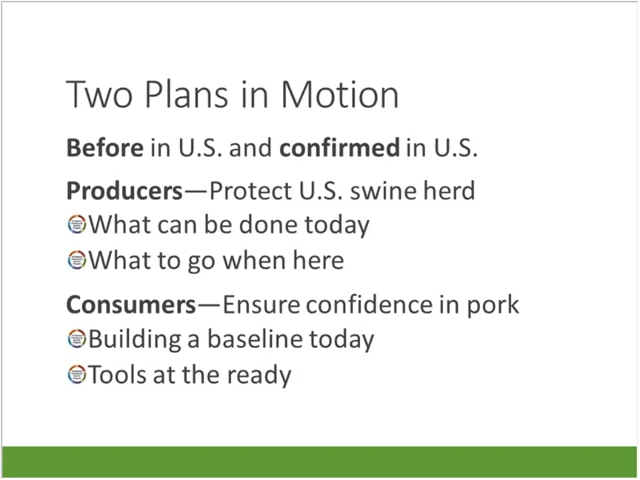 Two Plans in Motion
Before in U.S. and confirmed in U.S.
Producers—Protect U.S. swine herd
What can be done today
What to go when here
Consumers—Ensure confidence in pork
Building a baseline today
Tools at the ready